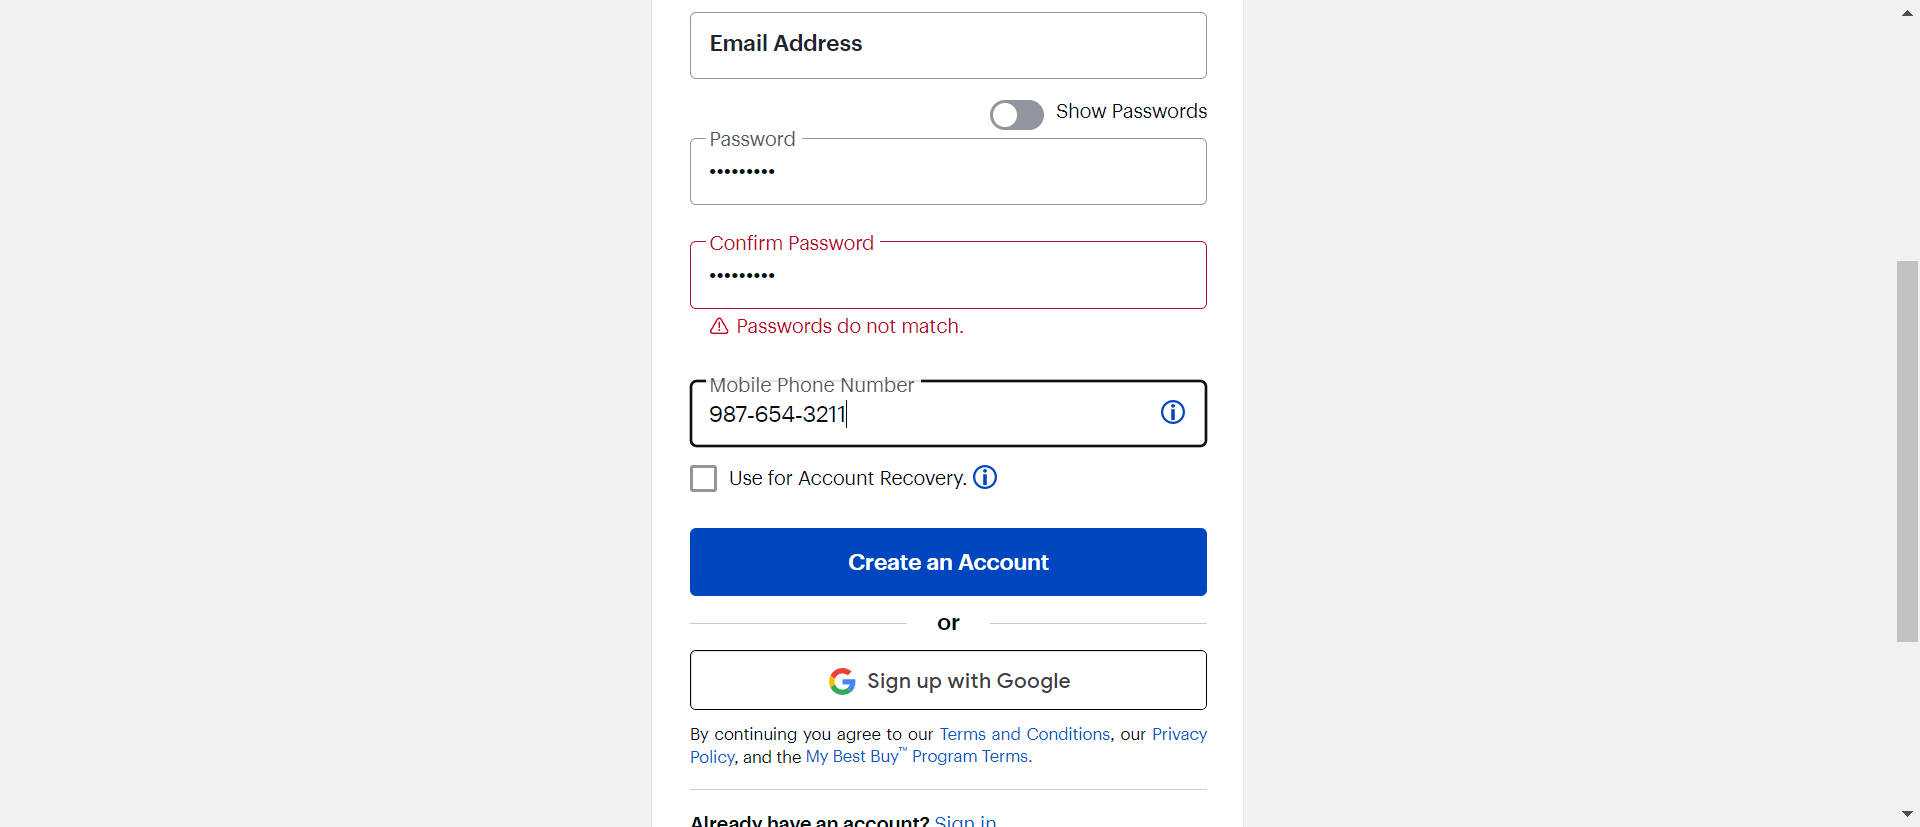 Email Address
Show Passwords
Password
•••••••••
Confirm Password
•••••••••
Passwords do not match.
Mobile Phone Number
987-654-3211
Use for Account Recovery.
Create an Account
or
Sign up with Google
By continuing you agree to our Terms and Conditions, our Privacy
Policy, and the My Best Buy™ Program Terms.
Already have an account? Sign in